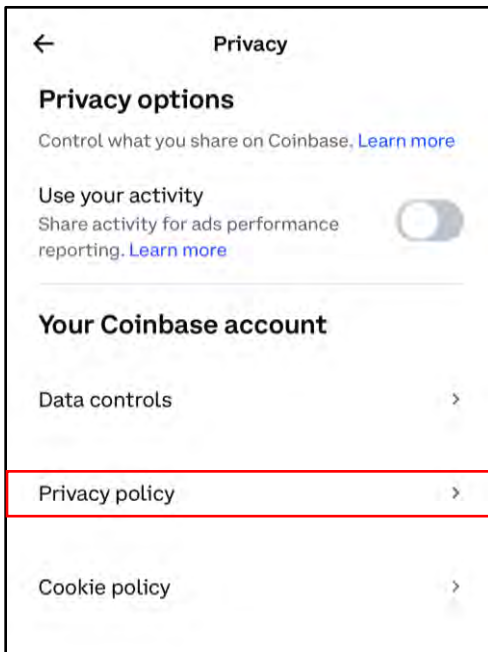 Privacy
Privacy options
Control what you share on Coinbase. Learn more
Use your activity
Share activity for ads performance
reporting. Learn more
Your Coinbase account
Data controls
Privacy policy
Cookie policy